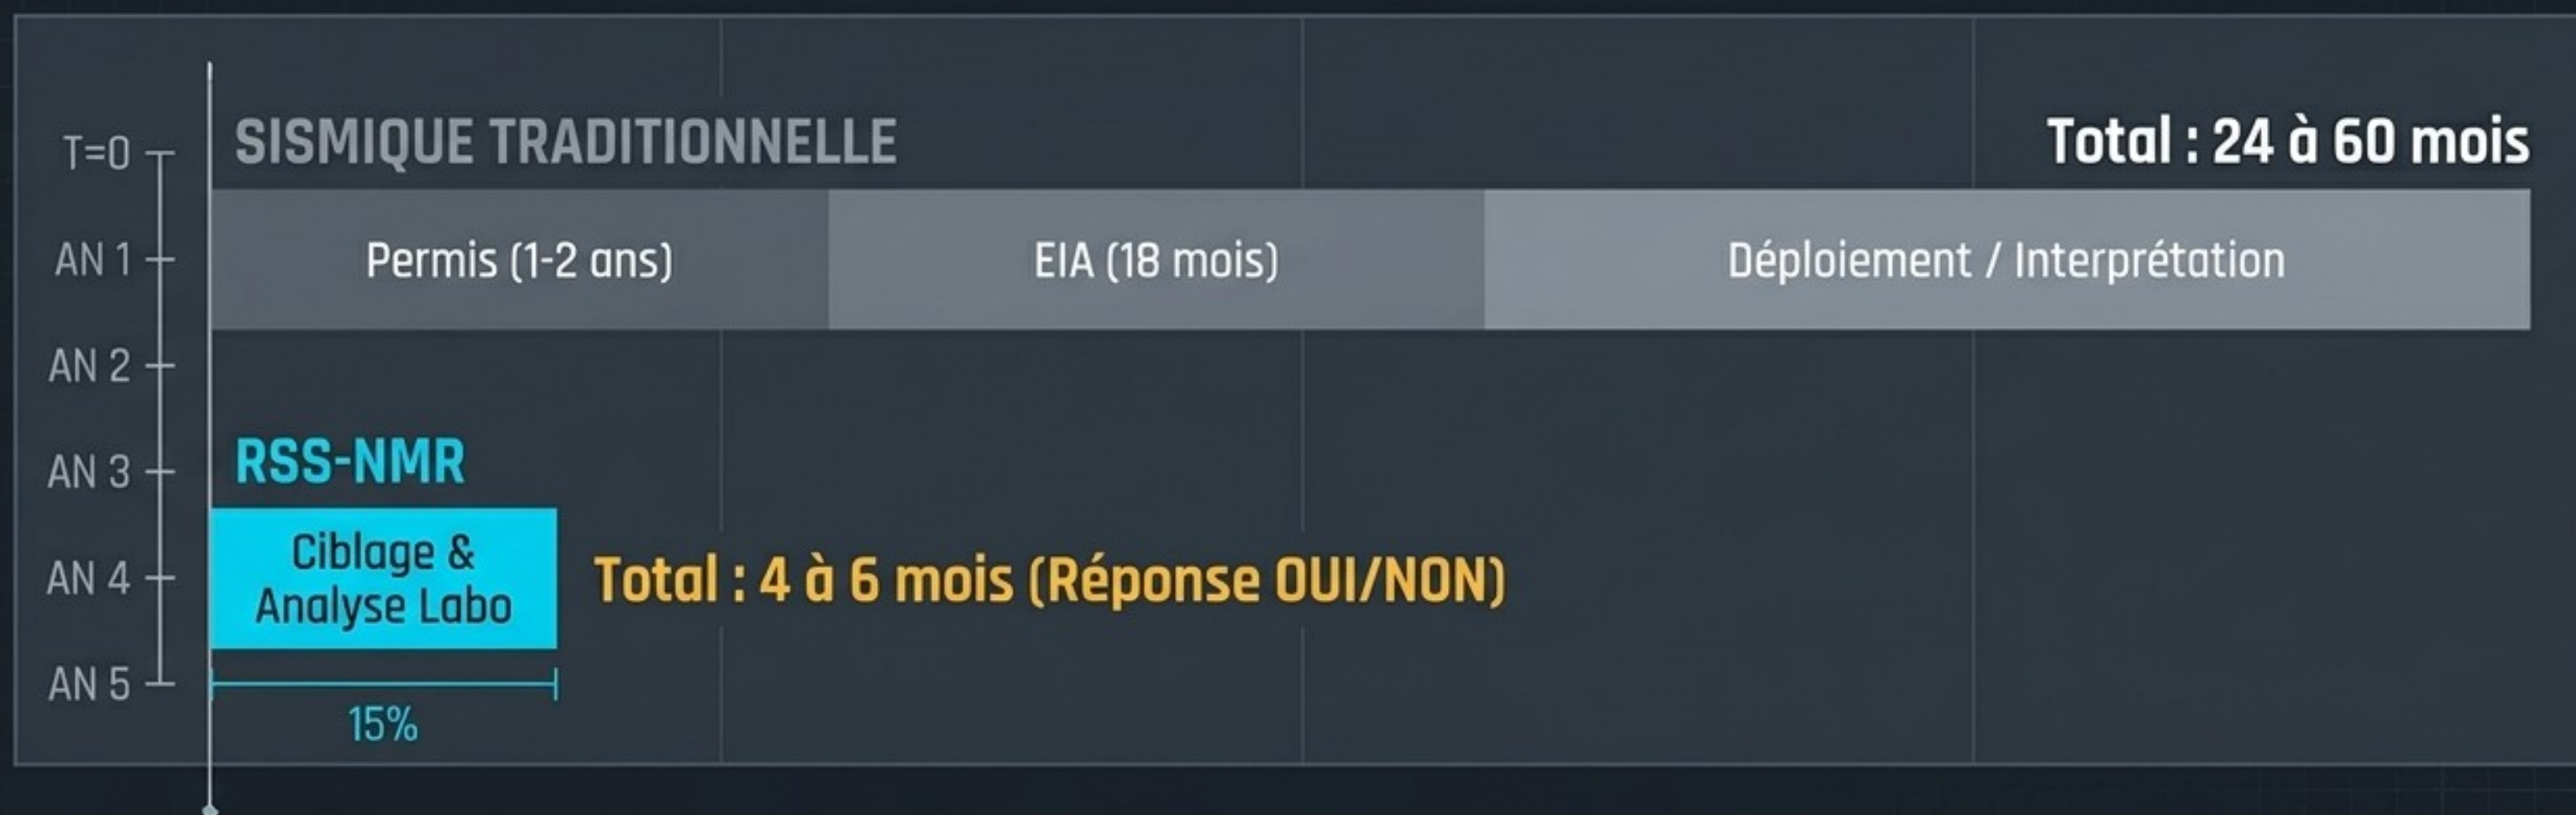 SISMIQUE TRADITIONNELLE
Total : 24 à 60 mois
T=0
AN 1
AN 2
AN 3
AN 4
AN 5
Permis (1-2 ans)
EIA (18 mois)
Déploiement / Interprétation
RSS-NMR
Ciblage &
Analyse Labo
Total : 4 à 6 mois (Réponse OUI/NON)
15%